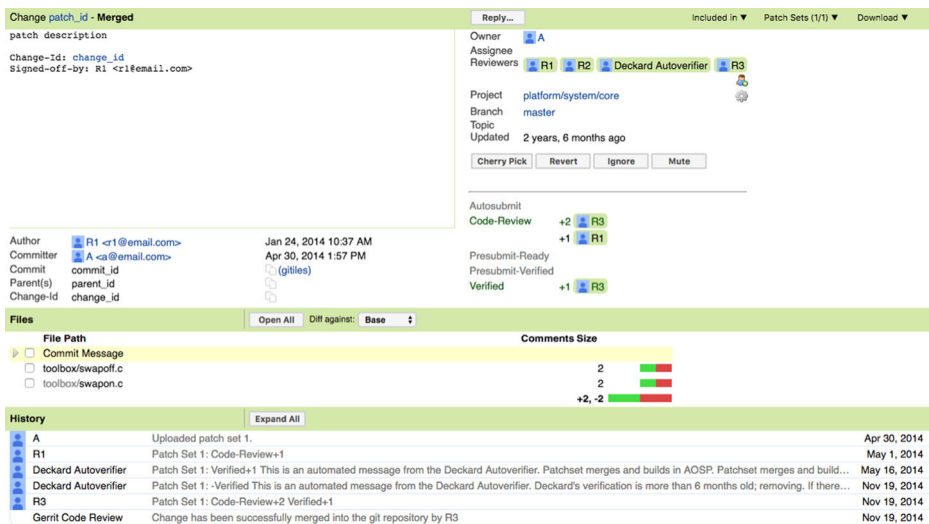 Change patch_id - Merged
Reply...
Included in ▼ Patch Sets (1/1) ▼ Download ▼
patch description
Change-Id: change_id
Signed-off-by: R1 <r1@email.com>
Owner A
Assignee
Reviewers R1 R2 Deckard Autoverifier R3
Project platform/system/core
Branch master
Topic
Updated 2 years, 6 months ago
Cherry Pick Revert Ignore Mute
Autosubmit
Code-Review +2 R3
+1 R1
Presubmit-Ready
Presubmit-Verified
Verified +1 R3
Author R1 <r1@email.com> Jan 24, 2014 10:37 AM
Committer A <a@email.com> Apr 30, 2014 1:57 PM
Commit commit_id (gitiles)
Parent(s) parent_id
Change-Id change_id
Files Open All Diff against: Base
File Path Comments Size
Commit Message
toolbox/swapoff.c 2
toolbox/swapon.c 2
+2, -2
History Expand All
A Uploaded patch set 1. Apr 30, 2014
R1 Patch Set 1: Code-Review+1 May 1, 2014
Deckard Autoverifier Patch Set 1: Verified+1 This is an automated message from the Deckard Autoverifier. Patchset merges and builds in AOSP. Patchset merges and build... May 16, 2014
Deckard Autoverifier Patch Set 1: -Verified This is an automated message from the Deckard Autoverifier. Deckard's verification is more than 6 months old; removing. If there... Nov 19, 2014
R3 Patch Set 1: Code-Review+2 Verified+1 Nov 19, 2014
Gerrit Code Review Change has been successfully merged into the git repository by R3 Nov 19, 2014